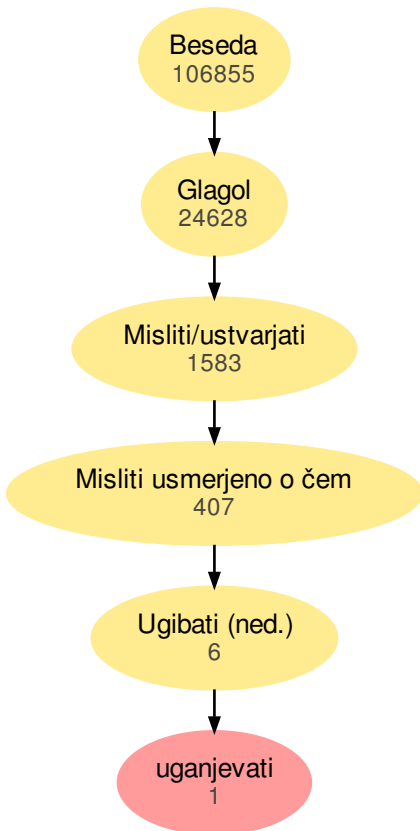 Beseda
106855
Glagol
24628
Misliti/ustvarjati
1583
Misliti usmerjeno o čem
407
Ugibati (ned.)
6
uganjevati
1